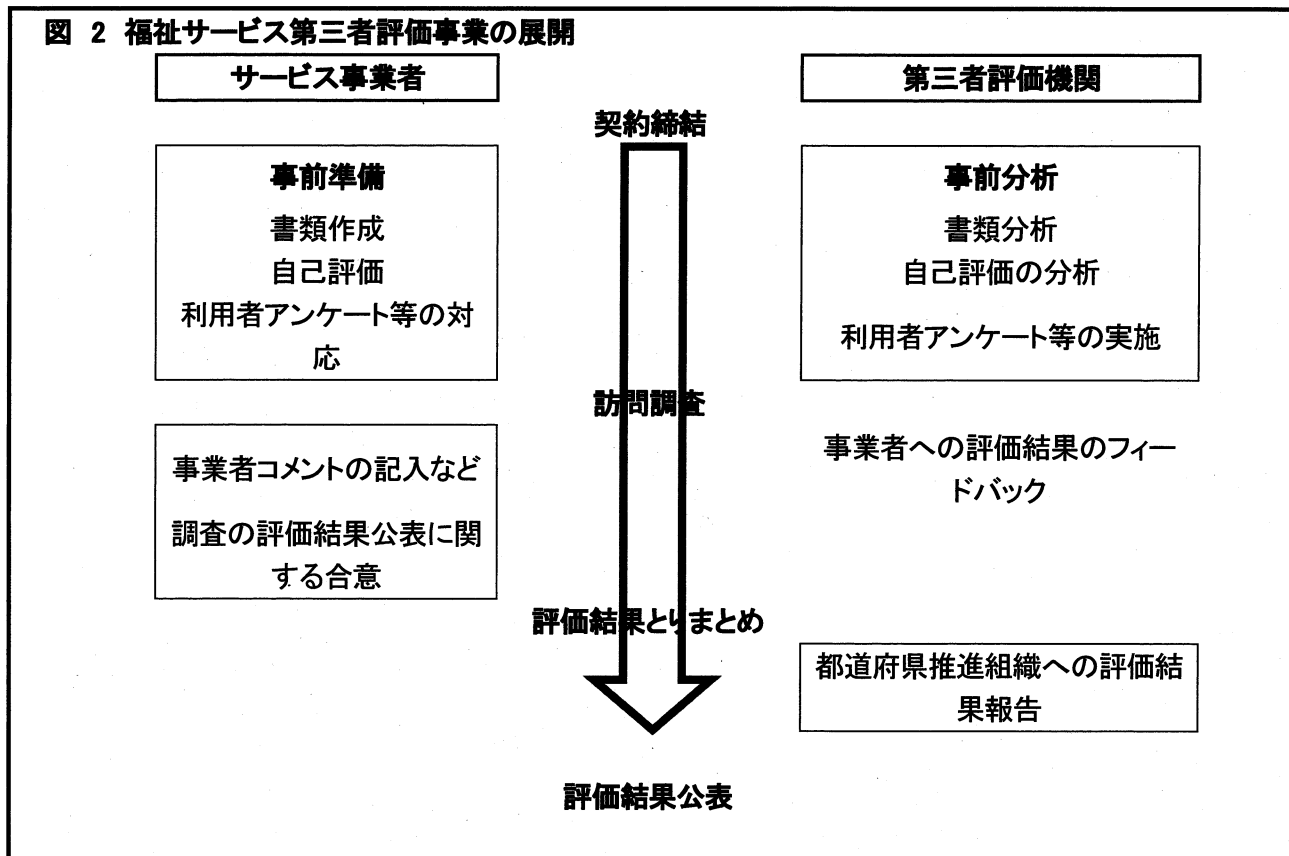 図 2 福祉サービス第三者評価事業の展開
サービス事業者
第三者評価機関
契約締結
事前準備
書類作成
自己評価
利用者アンケート等の対
応
事前分析
書類分析
自己評価の分析
利用者アンケート等の実施
訪問調査
事業者コメントの記入など
調査の評価結果公表に関
する合意
事業者への評価結果のフィー
ドバック
評価結果とりまとめ
都道府県推進組織への評価結
果報告
評価結果公表